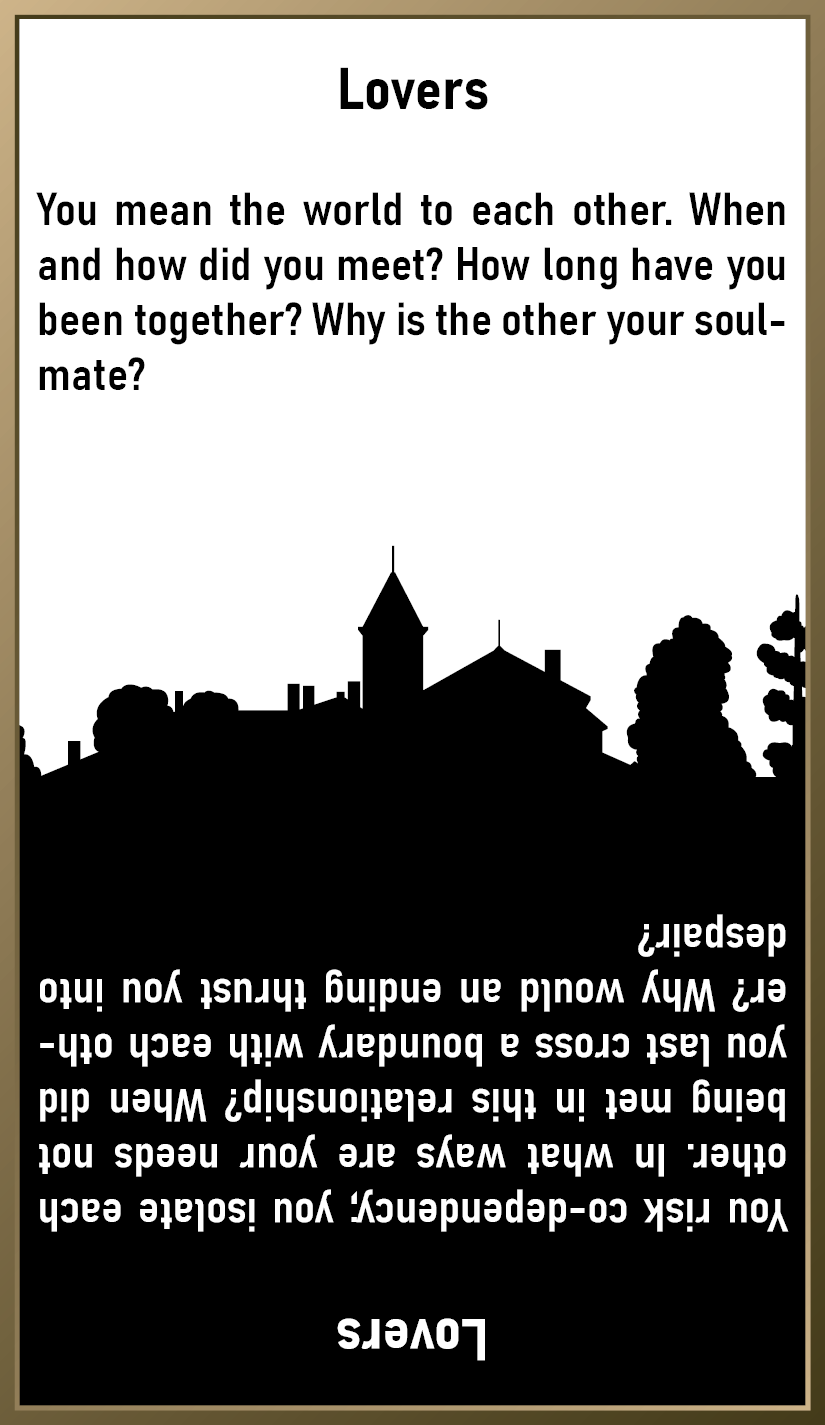 Lovers
You mean the world to each other. When
and how did you meet? How long have you
been together? Why is the other your soul-
mate?
Lovers
You risk co-dependency, you isolate each
other. In what ways are your needs not
being met in this relationship? When did
you last cross a boundary with each oth-
er? Why would an ending thrust you into
despair?